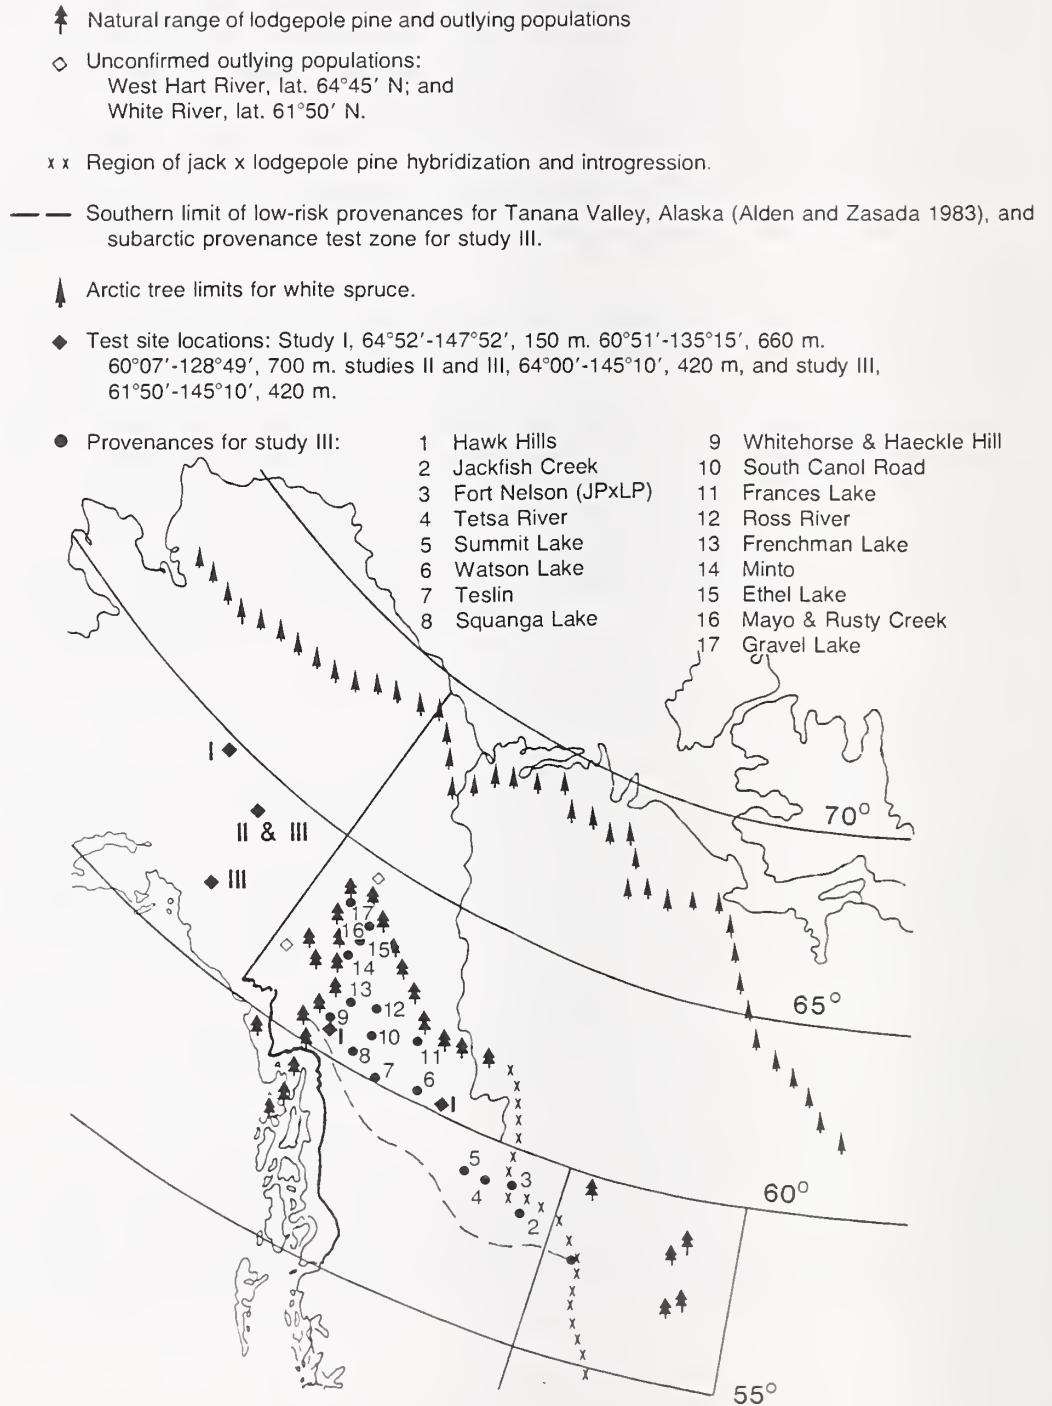 Natural range of lodgepole pine and outlying populations
Unconfirmed outlying populations:
West Hart River, lat. 64°45′ N; and
White River, lat. 61°50′ N.
x x Region of jack x lodgepole pine hybridization and introgression.
Southern limit of low-risk provenances for Tanana Valley, Alaska (Alden and Zasada 1983), and
subarctic provenance test zone for study III.
Arctic tree limits for white spruce.
Test site locations: Study I, 64°52′-147°52′, 150 m. 60°51′-135°15′, 660 m.
60°07′-128°49′, 700 m. studies II and III, 64°00′-145°10′, 420 m, and study III,
61°50′-145°10′, 420 m.
Provenances for study III:
1 Hawk Hills
2 Jackfish Creek
3 Fort Nelson (JPxLP)
4 Tetsa River
5 Summit Lake
6 Watson Lake
7 Teslin
8 Squanga Lake
9 Whitehorse & Haeckle Hill
10 South Canol Road
11 Frances Lake
12 Ross River
13 Frenchman Lake
14 Minto
15 Ethel Lake
16 Mayo & Rusty Creek
17 Gravel Lake
I
70°
II & III
III
17
16
15
14
13
65°
12
9
I
10
11
8
7
6
I
5
3
4
60°
2
55°